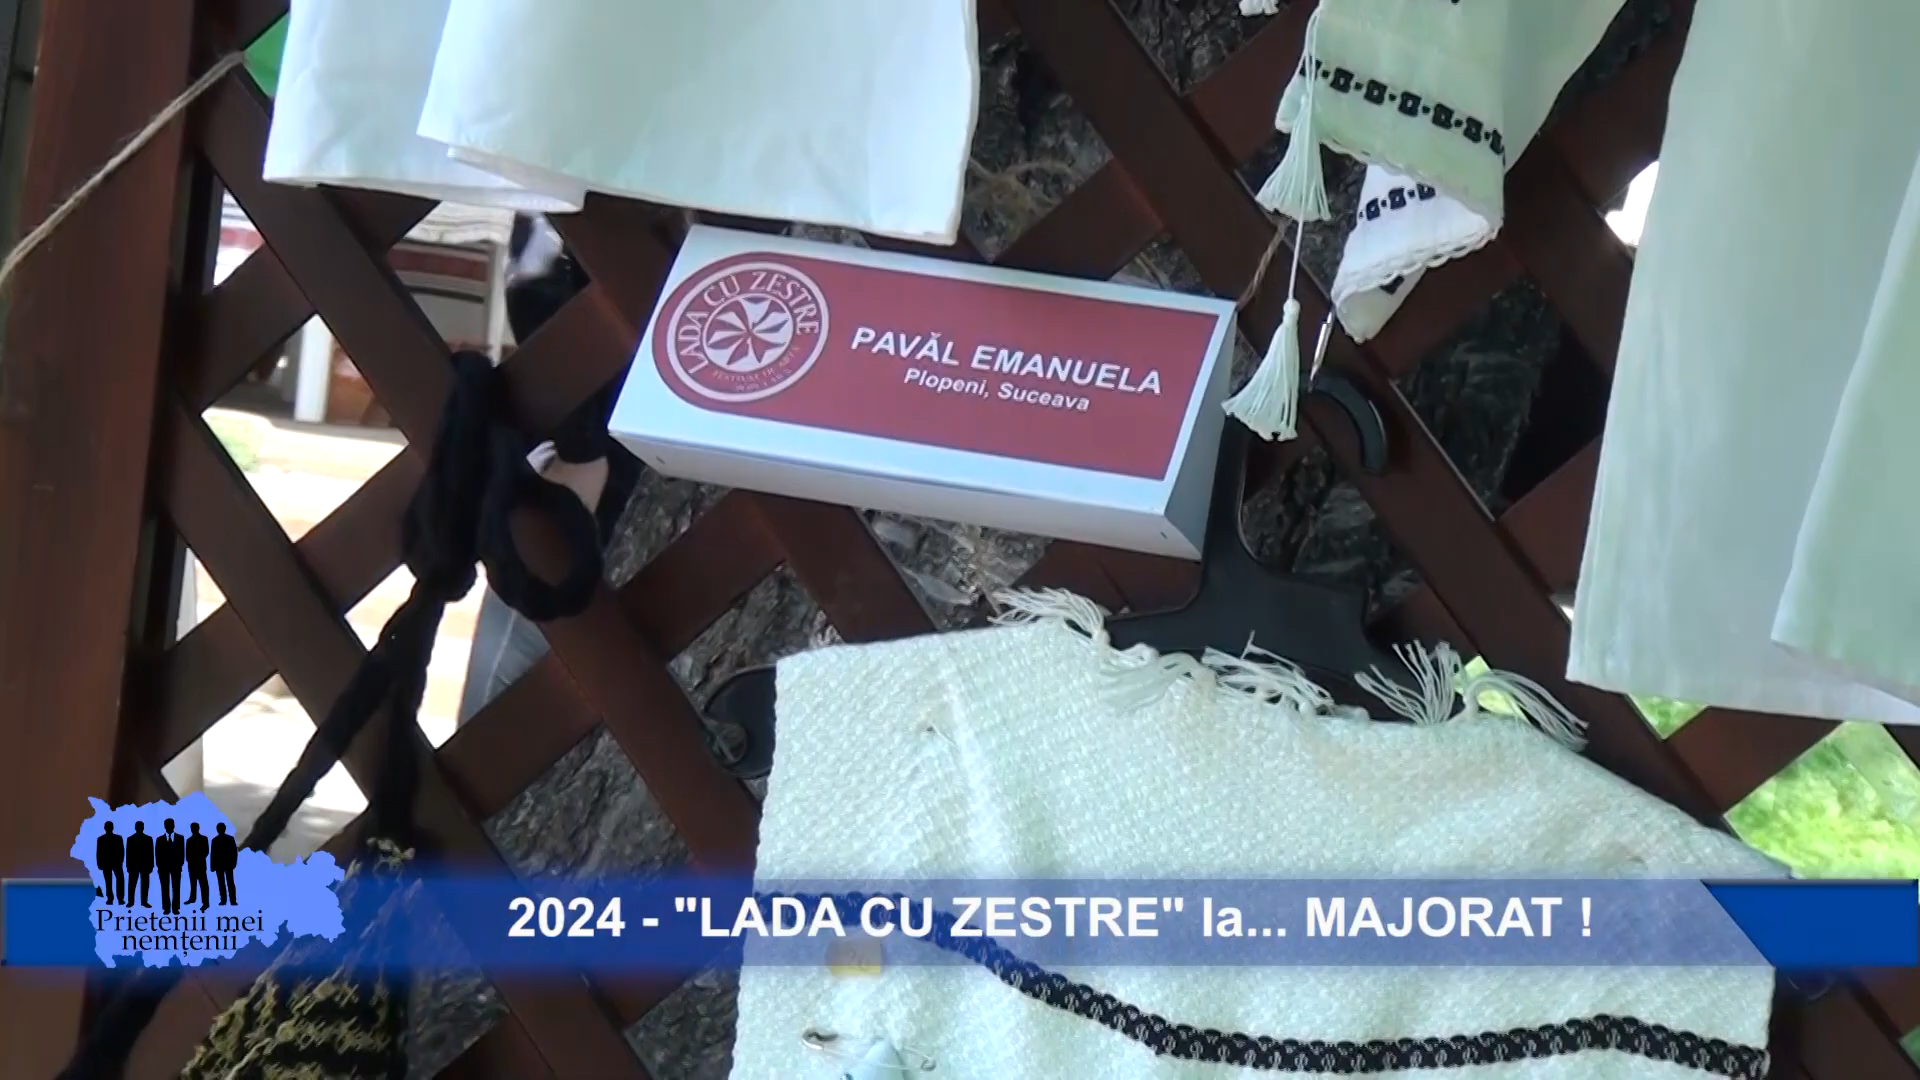 LADA CU ZESTRE
PAVĂL EMANUELA
Plopeni, Suceava
2024 - "LADA CU ZESTRE" la... MAJORAT !
Prietenii mei
nemțenii